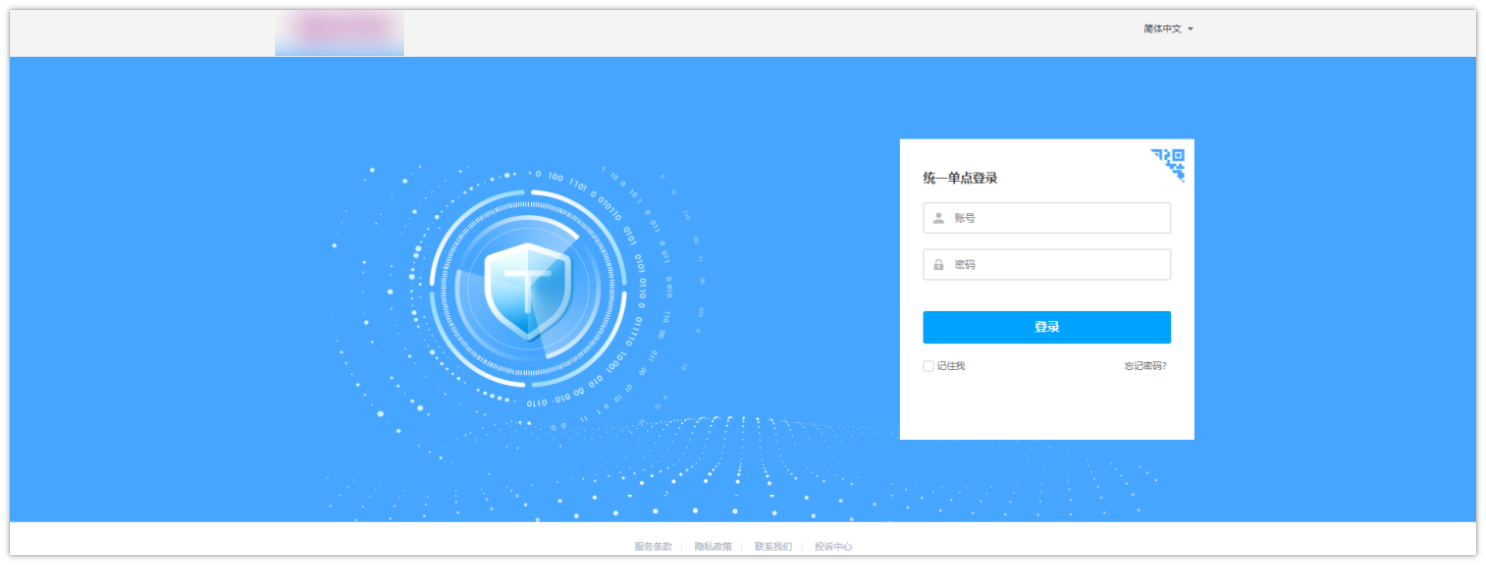 简体中文
统一单点登录
账号
密码
登录
记住我 忘记密码?
服务条款 隐私政策 联系我们 投诉中心